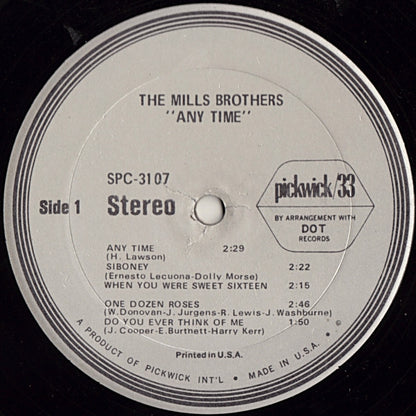 THE MILLS BROTHERS
"ANY TIME"
SPC-3107
Side 1 Stereo
pickwick/33
BY ARRANGEMENT WITH
DOT
RECORDS
ANY TIME 2:29
(H. Lawson)
SIBONEY 2:22
(Ernesto Lecuona-Dolly Morse)
WHEN YOU WERE SWEET SIXTEEN 2:15
ONE DOZEN ROSES 2:46
(W.Donovan-J. Jurgens-R. Lewis-J. Washburne)
DO YOU EVER THINK OF ME 1:50
(J. Cooper-E.Burtnett-Harry Kerr)
Printed in U.S.A.
A PRODUCT OF PICKWICK INT'L • MADE IN U.S.A. • ©